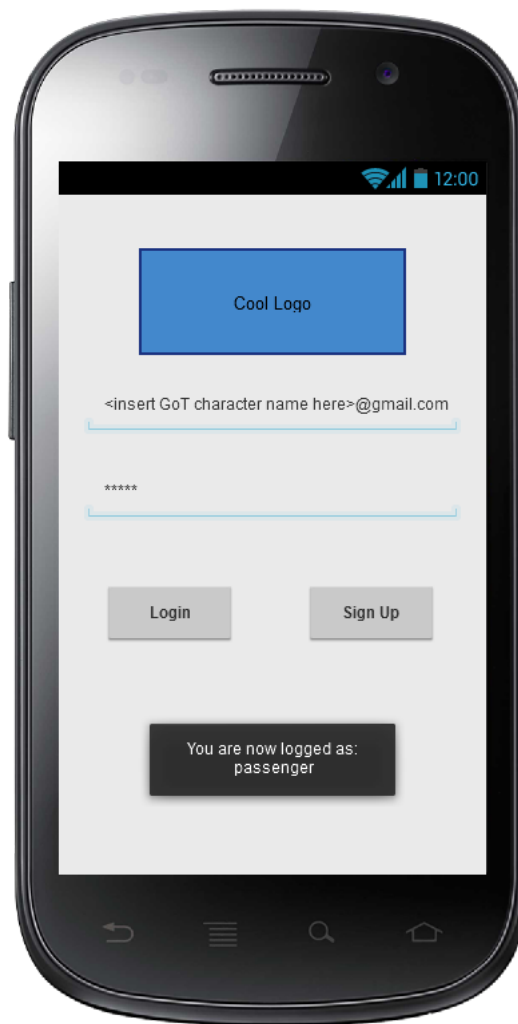 12:00
Cool Logo
<insert GoT character name here>@gmail.com
*****
Login
Sign Up
You are now logged as:
passenger